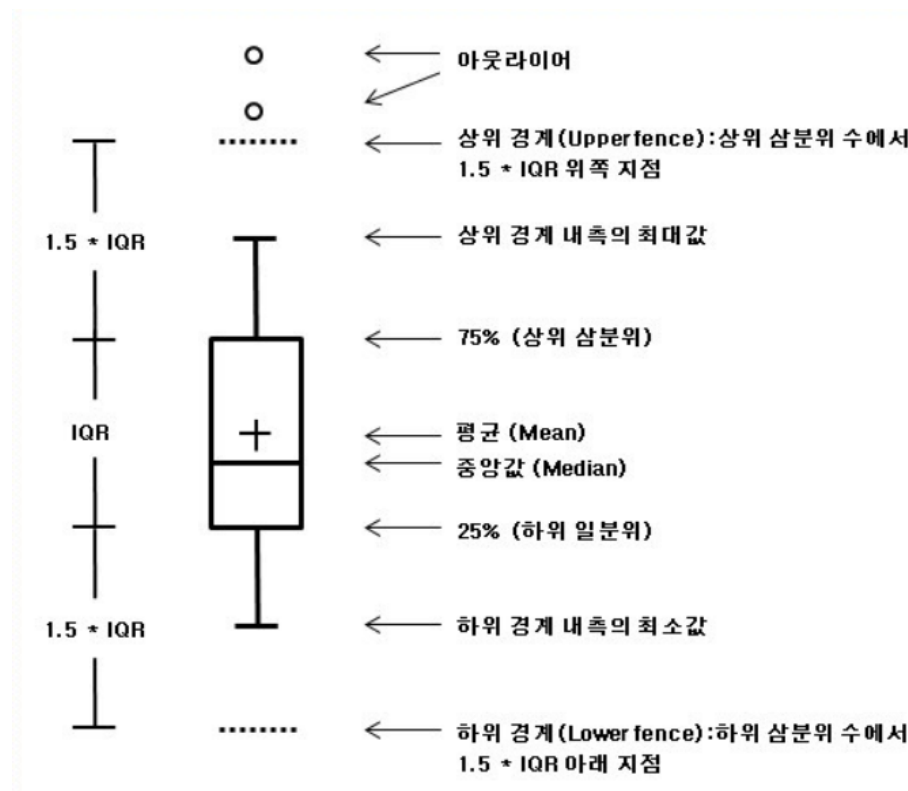 아웃라이어
상위 경계(Upperfence):상위 삼분위 수에서
1.5 * IQR 위쪽 지점
1.5 * IQR
상위 경계 내측의 최대값
75% (상위 삼분위)
IQR
평균 (Mean)
중앙값 (Median)
25% (하위 일분위)
1.5 * IQR
하위 경계 내측의 최소값
하위 경계(Lowerfence):하위 삼분위 수에서
1.5 * IQR 아래 지점